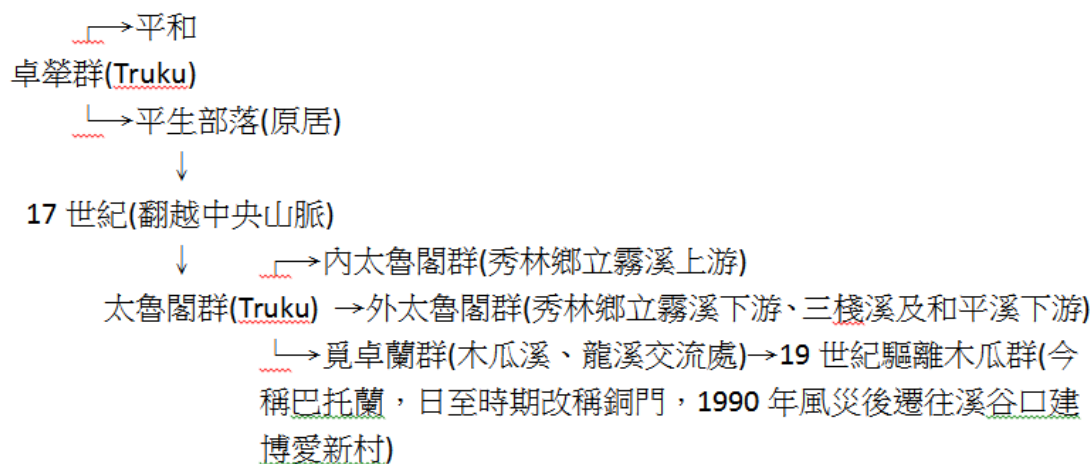 ┌→平和
卓犖群(Truku)
└→平生部落(原居)
↓
17 世紀(翻越中央山脈)
↓ ┌→內太魯閣群(秀林鄉立霧溪上游)
太魯閣群(Truku) →外太魯閣群(秀林鄉立霧溪下游、三棧溪及和平溪下游)
└→覓卓蘭群(木瓜溪、龍溪交流處)→19 世紀驅離木瓜群(今
稱巴托蘭，日至時期改稱銅門，1990 年風災後遷往溪谷口建
博愛新村)